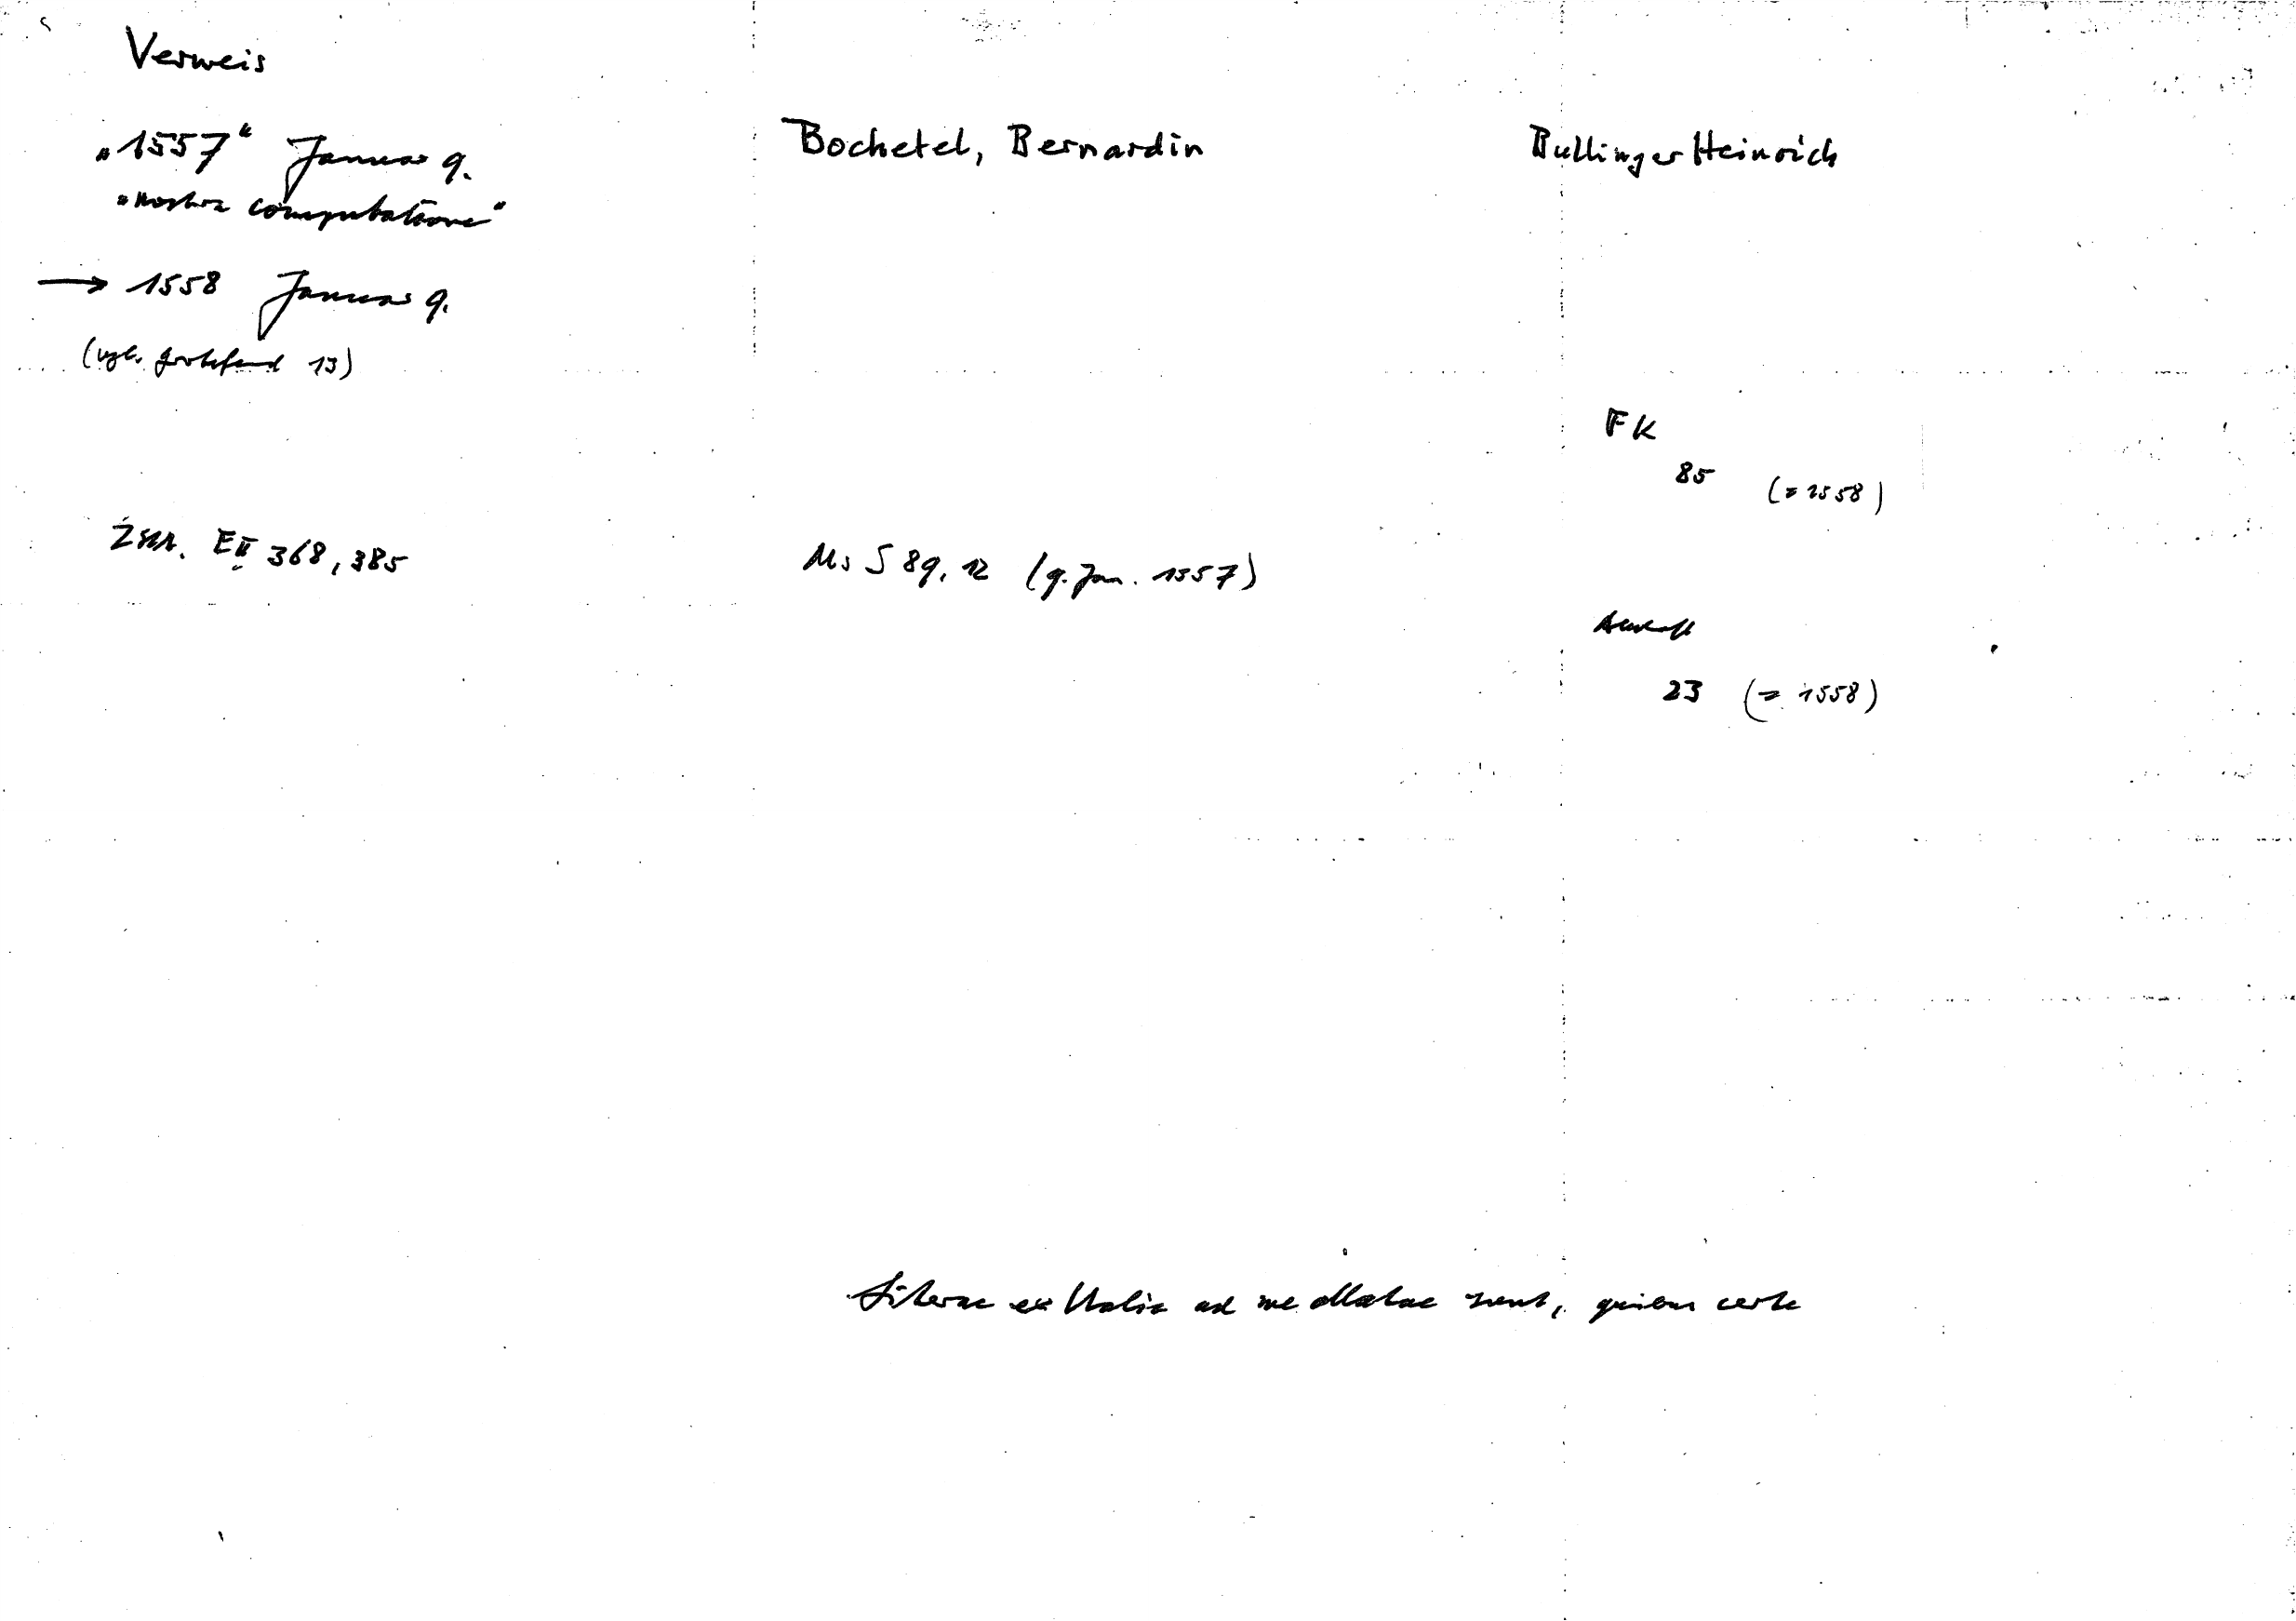 Verweis
„1557“ Januar 9.
Bochetel, Bernardin
Bullinger Heinrich
„nostra computatione“
→ 1558 Januar 9.
(vgl. Grotefend 13)
FK
85 (= 1558)
ZStA. E II 368, 385
Ms S 89, 12 (9. Jan. 1557)
Abschrift
23 (= 1558)
Literae ex Italia ad me allatae sunt, quibus certe